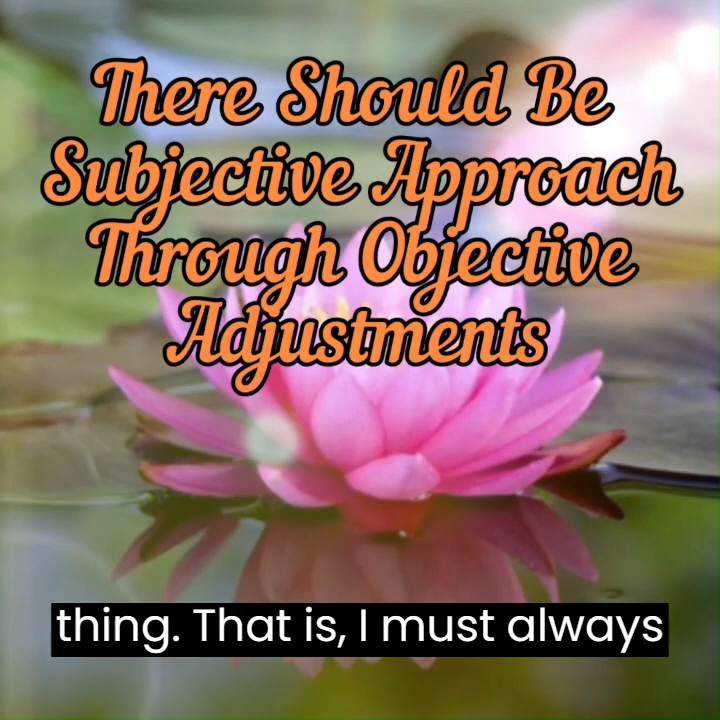 There Should Be
Subjective Approach
Through Objective
Adjustments
thing. That is, I must always